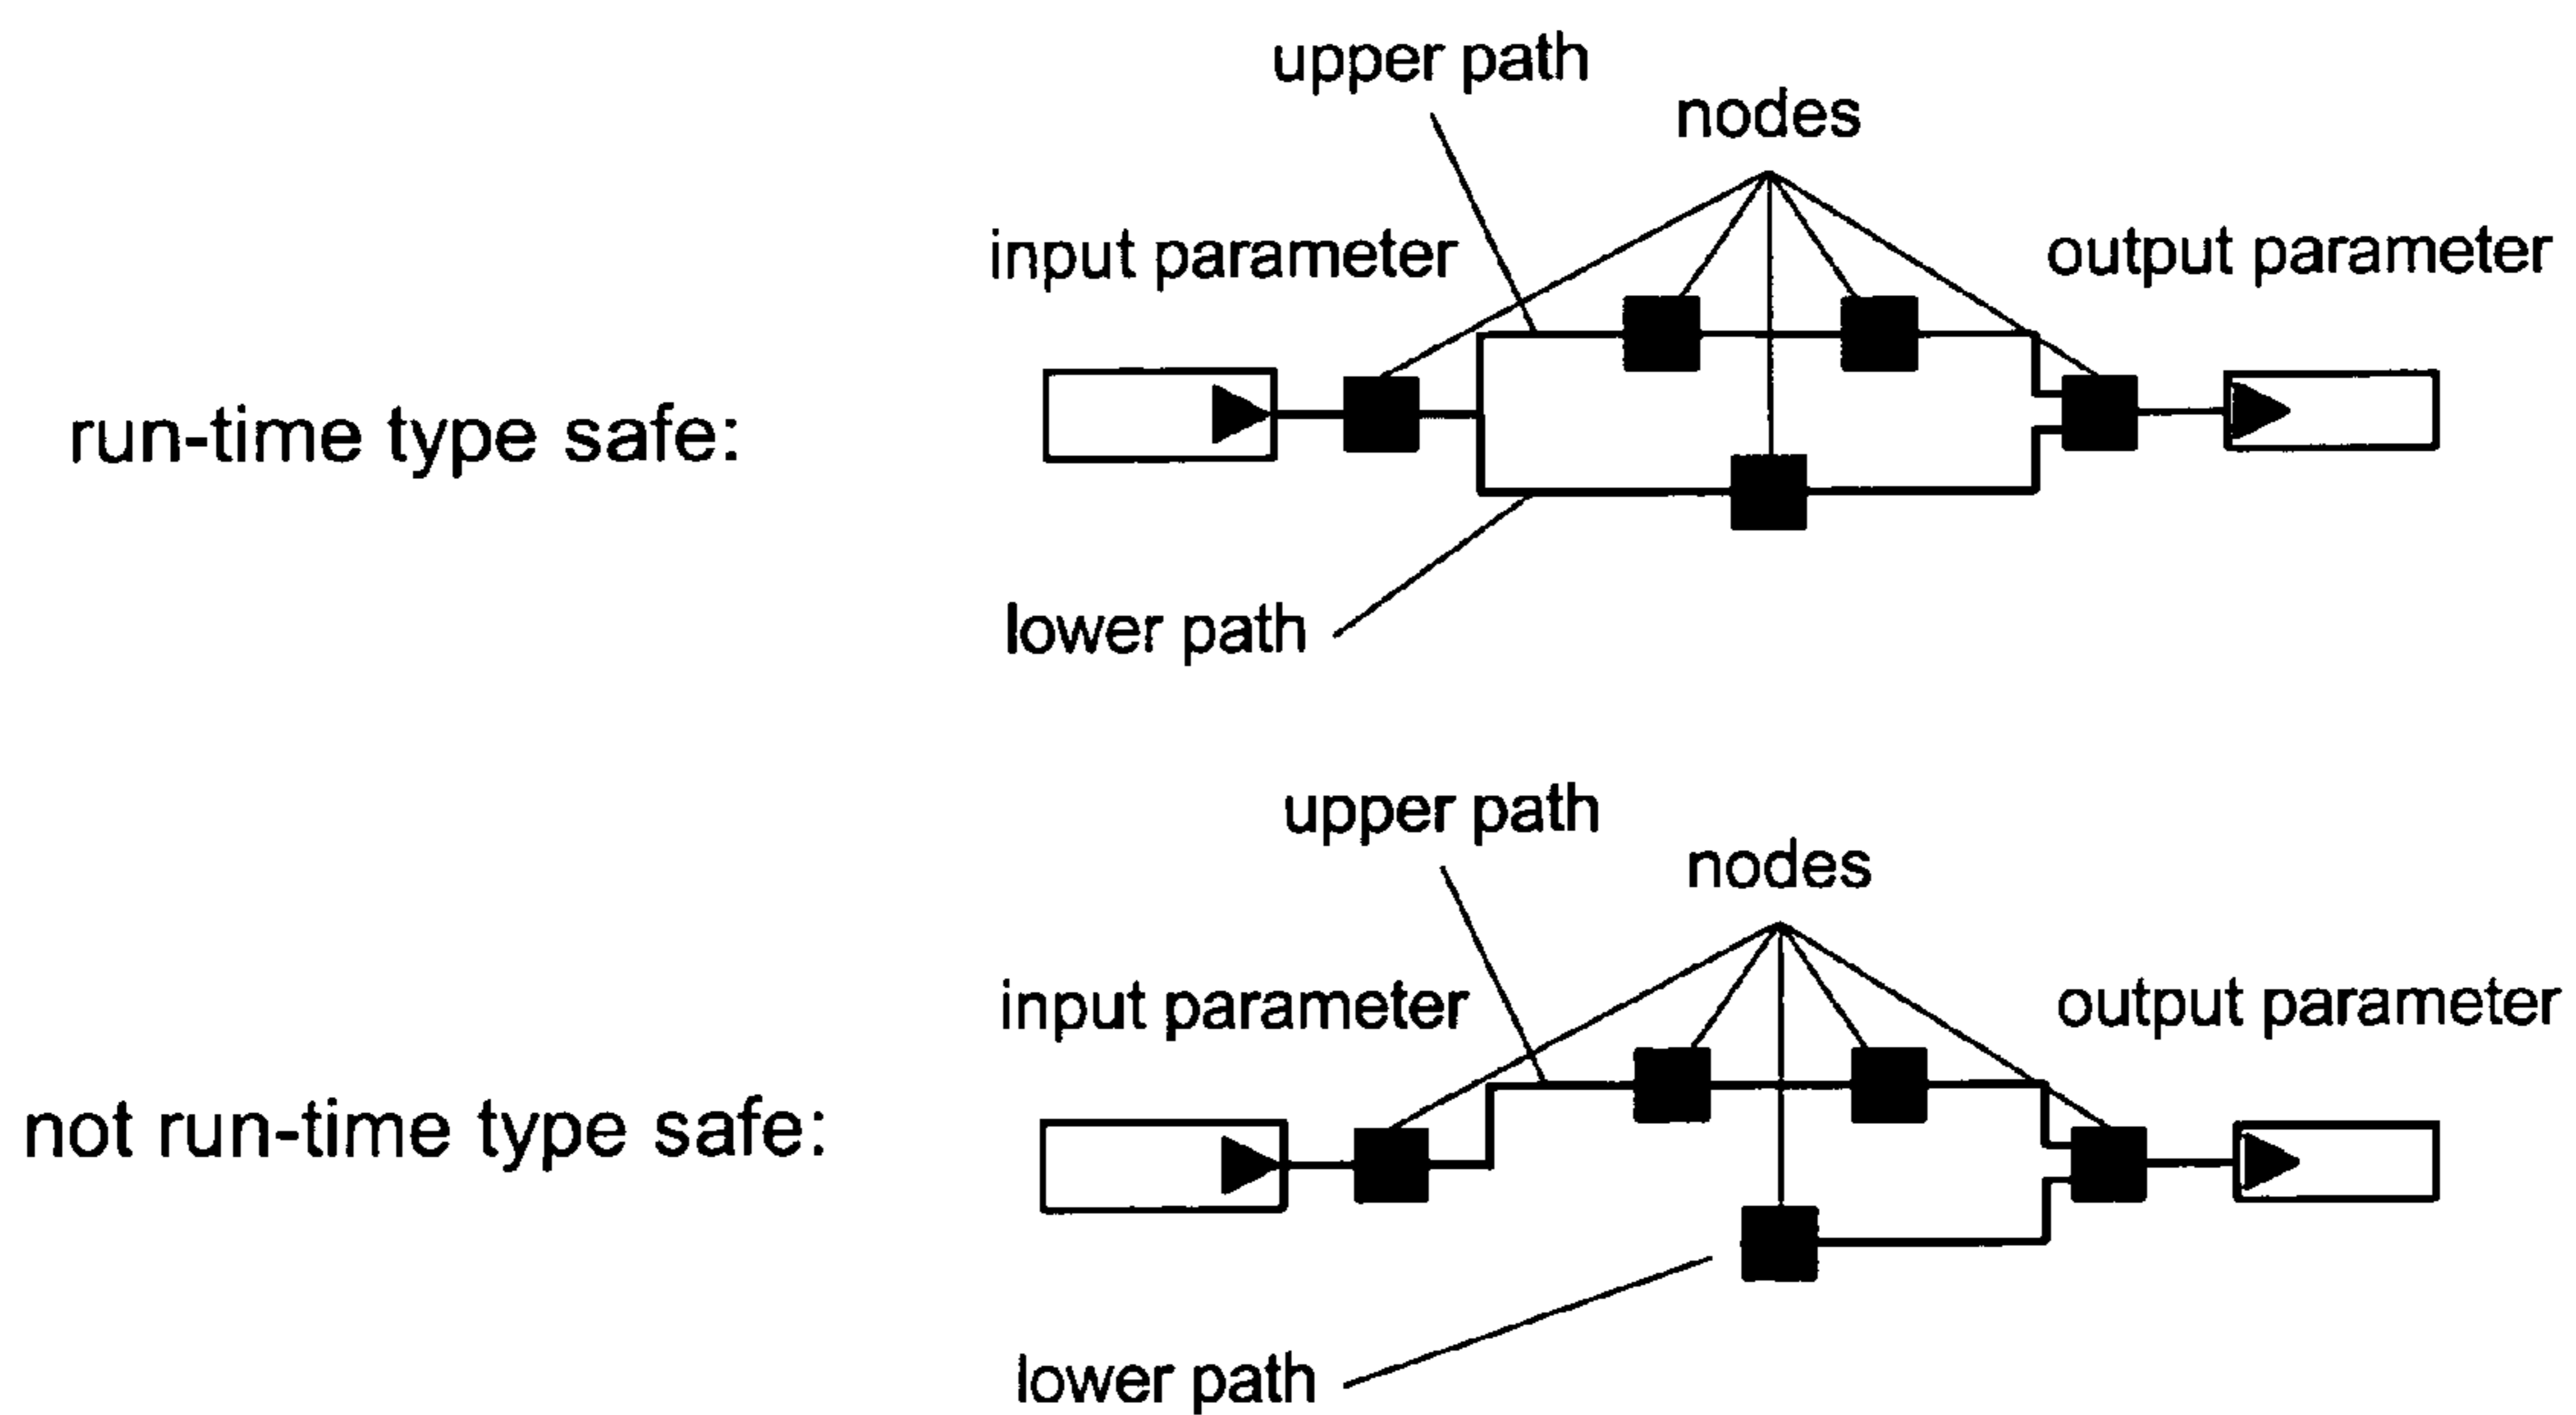 upper path
nodes
input parameter
output parameter
run-time type safe:
lower path
upper path
nodes
input parameter
output parameter
not run-time type safe:
lower path